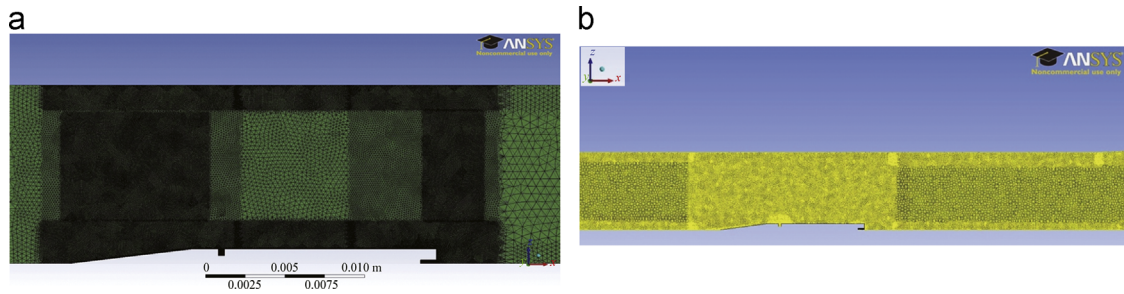 a
ANSYS
Noncommercial use only
0 0.005 0.010 m
0.0025 0.0075
b
z
y x
ANSYS
Noncommercial use only